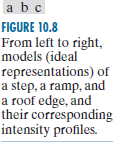 a b c
FIGURE 10.8
From left to right,
models (ideal
representations) of
a step, a ramp, and
a roof edge, and
their corresponding
intensity profiles.